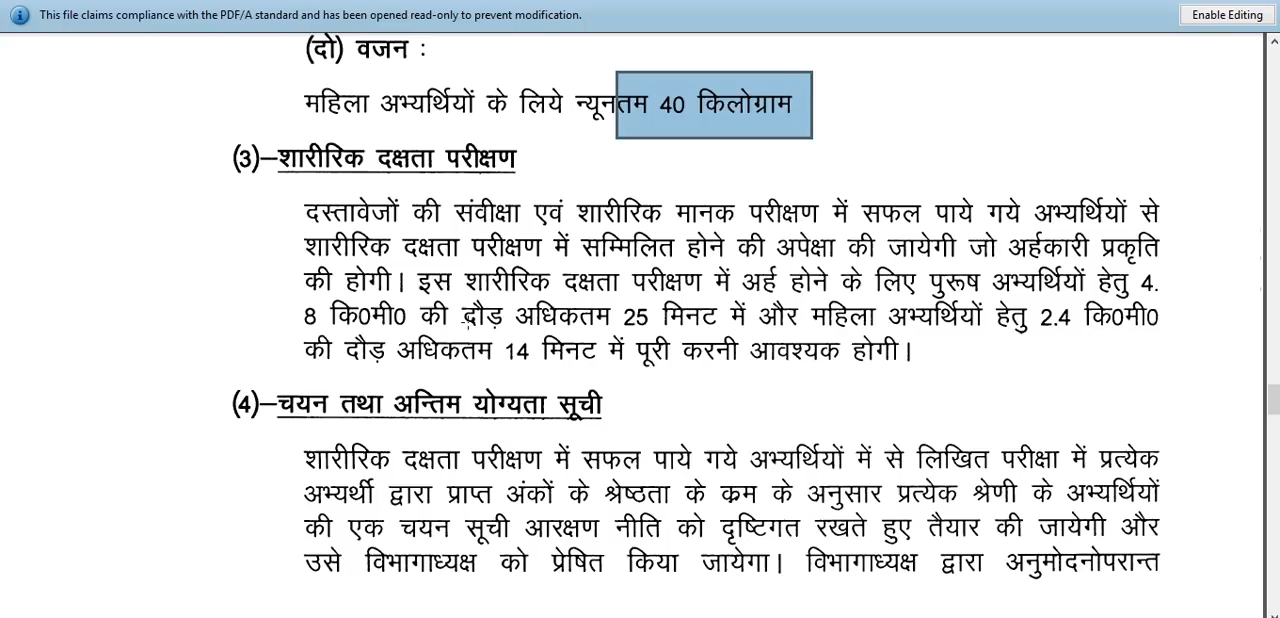 This file claims compliance with the PDF/A standard and has been opened read-only to prevent modification.
Enable Editing
(दो) वजन :
महिला अभ्यर्थियों के लिये न्यूनतम 40 किलोग्राम
(3)–शारीरिक दक्षता परीक्षण
दस्तावेजों की संवीक्षा एवं शारीरिक मानक परीक्षण में सफल पाये गये अभ्यर्थियों से
शारीरिक दक्षता परीक्षण में सम्मिलित होने की अपेक्षा की जायेगी जो अर्हकारी प्रकृति
की होगी। इस शारीरिक दक्षता परीक्षण में अर्ह होने के लिए पुरूष अभ्यर्थियों हेतु 4.
8 कि0मी0 की दौड़ अधिकतम 25 मिनट में और महिला अभ्यर्थियों हेतु 2.4 कि0मी0
की दौड़ अधिकतम 14 मिनट में पूरी करनी आवश्यक होगी।
(4)–चयन तथा अन्तिम योग्यता सूची
शारीरिक दक्षता परीक्षण में सफल पाये गये अभ्यर्थियों में से लिखित परीक्षा में प्रत्येक
अभ्यर्थी द्वारा प्राप्त अंकों के श्रेष्ठता के क्रम के अनुसार प्रत्येक श्रेणी के अभ्यर्थियों
की एक चयन सूची आरक्षण नीति को दृष्टिगत रखते हुए तैयार की जायेगी और
उसे विभागाध्यक्ष को प्रेषित किया जायेगा। विभागाध्यक्ष द्वारा अनुमोदनोपरान्त